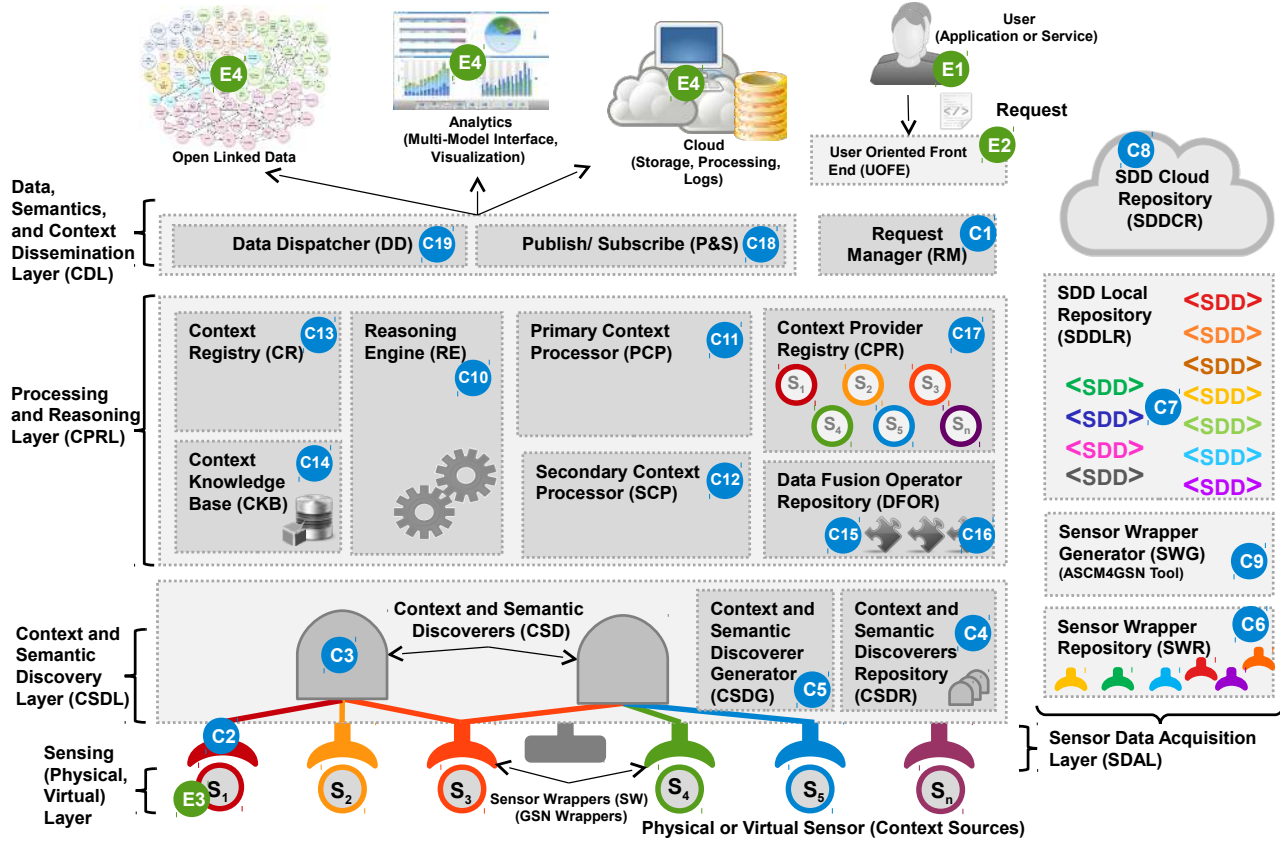 E4
Open Linked Data
E4
Analytics
(Multi-Model Interface,
Visualization)
E4
Cloud
(Storage, Processing,
Logs)
User
(Application or Service)
E1
</>
Request
E2
User Oriented Front
End (UOFE)
C8
SDD Cloud
Repository
(SDDCR)
Data,
Semantics,
and Context
Dissemination
Layer (CDL)
Data Dispatcher (DD)
C19
Publish/ Subscribe (P&S)
C18
Request
Manager (RM)
C1
Processing
and Reasoning
Layer (CPRL)
Context
Registry (CR)
C13
Reasoning
Engine (RE)
C10
Primary Context
Processor (PCP)
C11
Context Provider
Registry (CPR)
C17
S1
S2
S3
S4
S5
Sn
Context
Knowledge
Base (CKB)
C14
Secondary Context
Processor (SCP)
C12
Data Fusion Operator
Repository (DFOR)
C15
C16
SDD Local
Repository
(SDDLR)
<SDD>
<SDD>
<SDD>
<SDD>
<SDD>
<SDD>
<SDD>
<SDD>
<SDD>
<SDD>
<SDD>
C7
Sensor Wrapper
Generator (SWG)
(ASCM4GSN Tool)
C9
Sensor Wrapper
Repository (SWR)
C6
Context and
Semantic
Discovery
Layer (CSDL)
C3
Context and Semantic
Discoverers (CSD)
Context and
Semantic
Discoverer
Generator
(CSDG)
C5
Context and
Semantic
Discoverers
Repository
(CSDR)
C4
Sensor Data Acquisition
Layer (SDAL)
Sensing
(Physical,
Virtual)
Layer
C2
E3
S1
S2
S3
S4
S5
Sn
Sensor Wrappers (SW)
(GSN Wrappers)
Physical or Virtual Sensor (Context Sources)